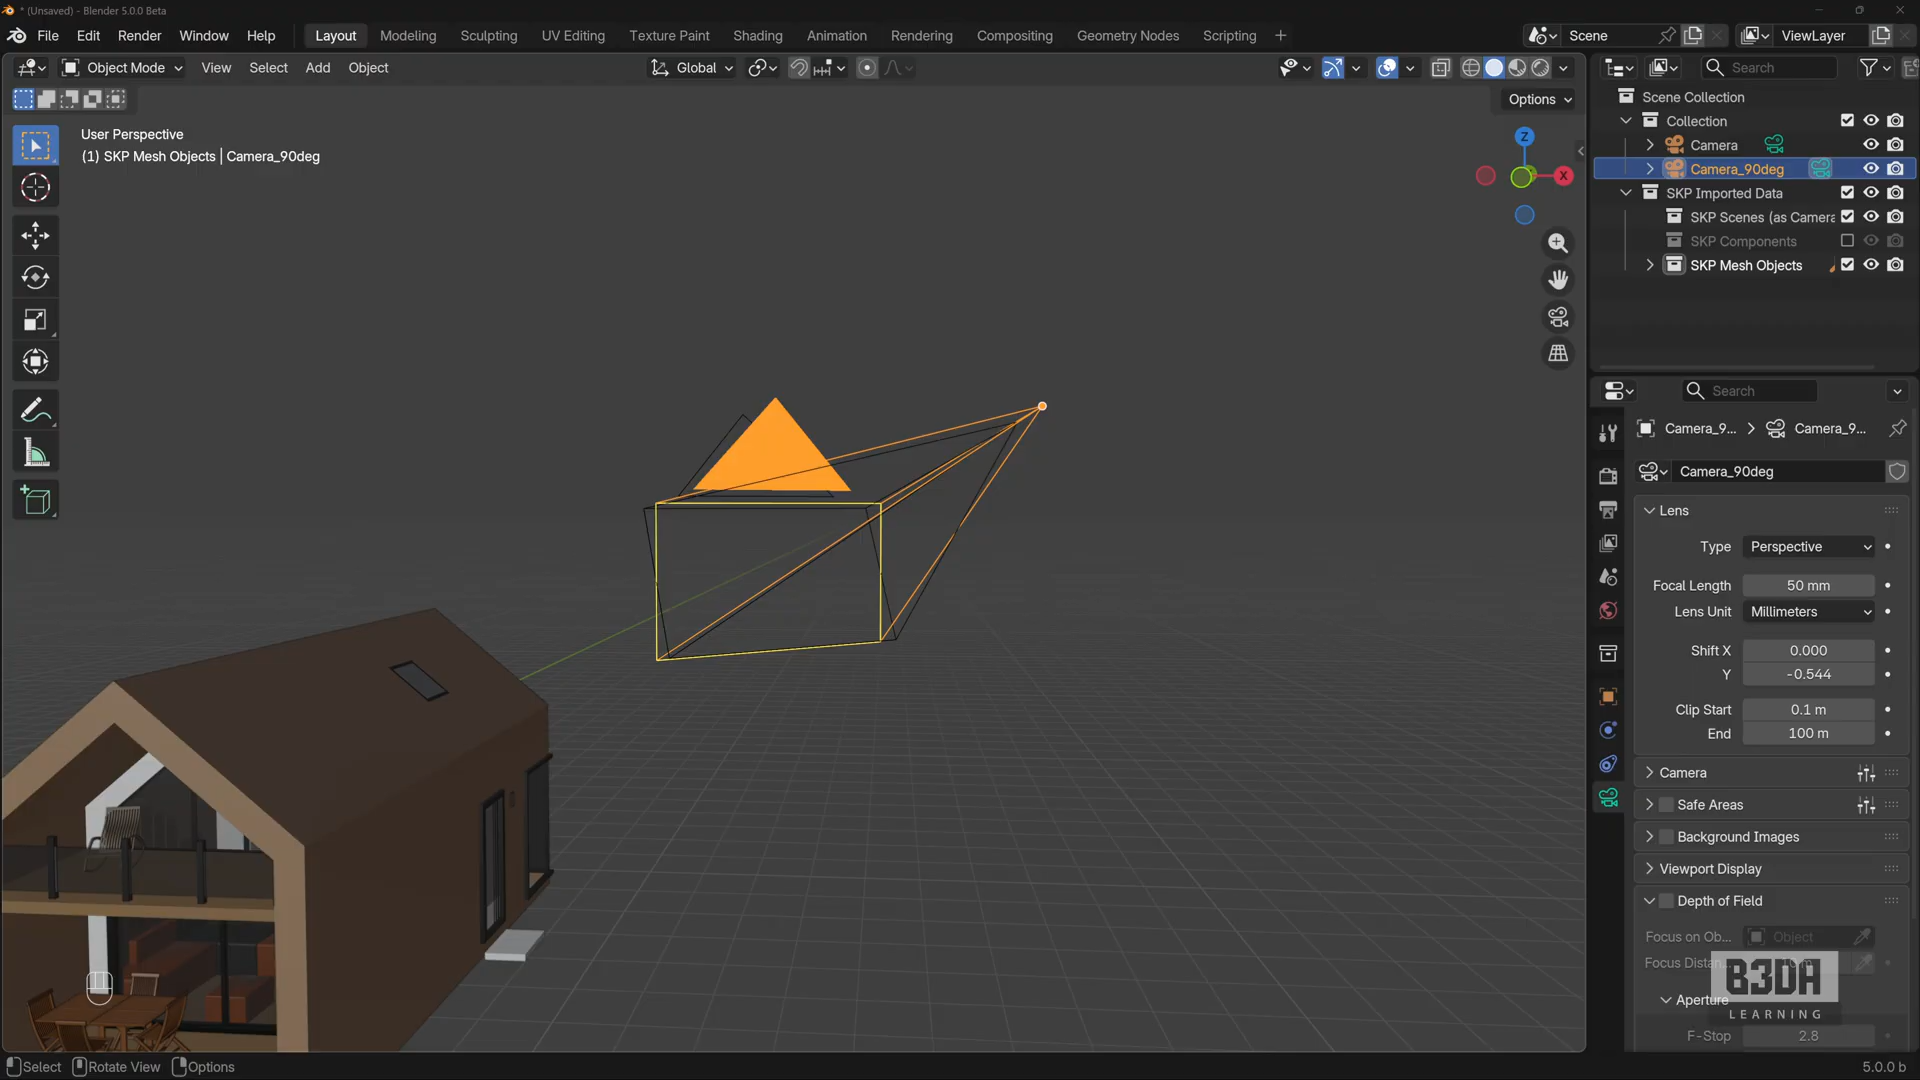 * (Unsaved) - Blender 5.0.0 Beta
File Edit Render Window Help
Layout Modeling Sculpting UV Editing Texture Paint Shading Animation Rendering Compositing Geometry Nodes Scripting
Scene
ViewLayer
Object Mode View Select Add Object
Global
Search
Options
User Perspective
(1) SKP Mesh Objects | Camera_90deg
Z
X
Scene Collection
Collection
Camera
Camera_90deg
SKP Imported Data
SKP Scenes (as Camera
SKP Components
SKP Mesh Objects
Search
Camera_9... Camera_9...
Camera_90deg
Lens
Type Perspective
Focal Length 50 mm
Lens Unit Millimeters
Shift X 0.000
Y -0.544
Clip Start 0.1 m
End 100 m
Camera
Safe Areas
Background Images
Viewport Display
Depth of Field
Focus on Ob... Object
Focus Distan
B3DA
LEARNING
Aperture
F-Stop 2.8
Select Rotate View Options
5.0.0 b